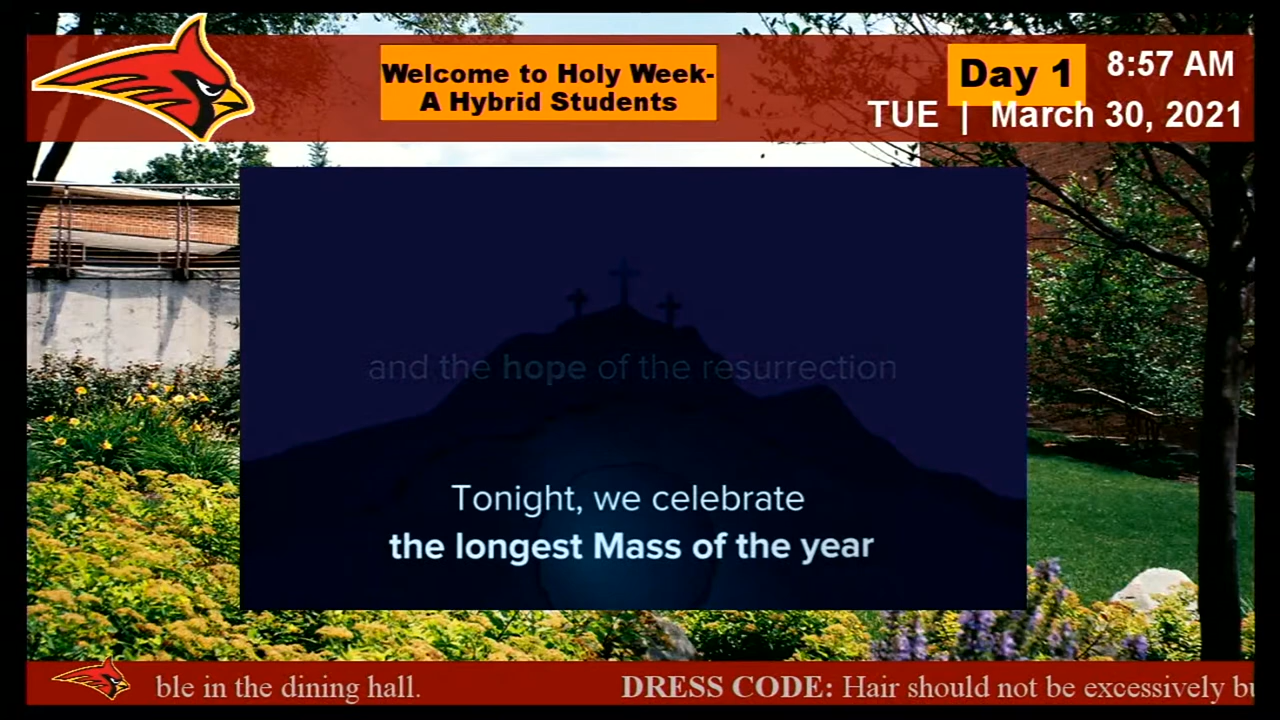 Welcome to Holy Week-
A Hybrid Students
Day 1
8:57 AM
TUE | March 30, 2021
and the hope of the resurrection
Tonight, we celebrate
the longest Mass of the year
ble in the dining hall.
DRESS CODE: Hair should not be excessively bu